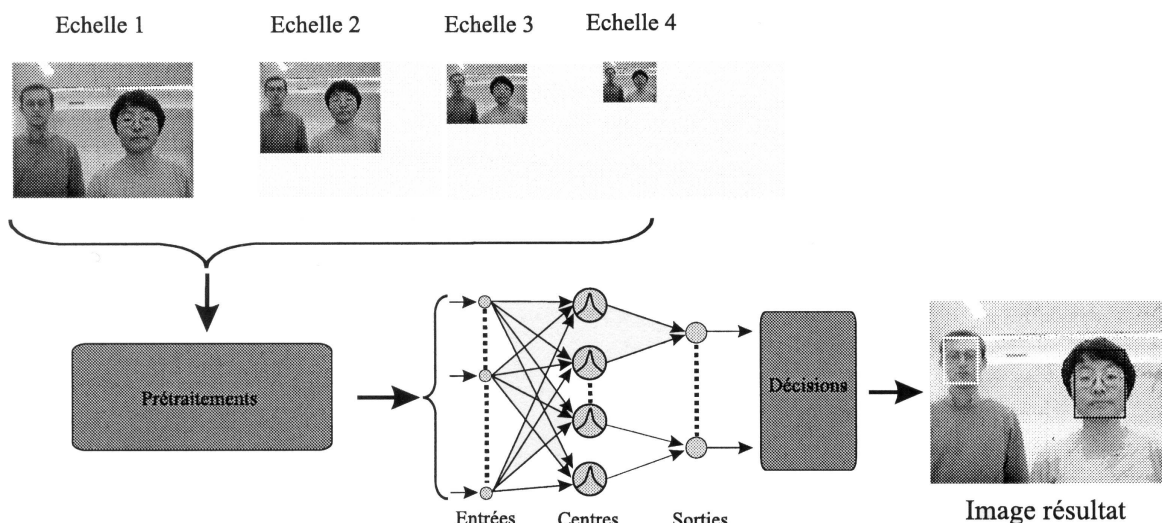 Echelle 1
Echelle 2
Echelle 3
Echelle 4
Prétraitements
Décisions
Entrées
Centres
Sorties
Image résultat